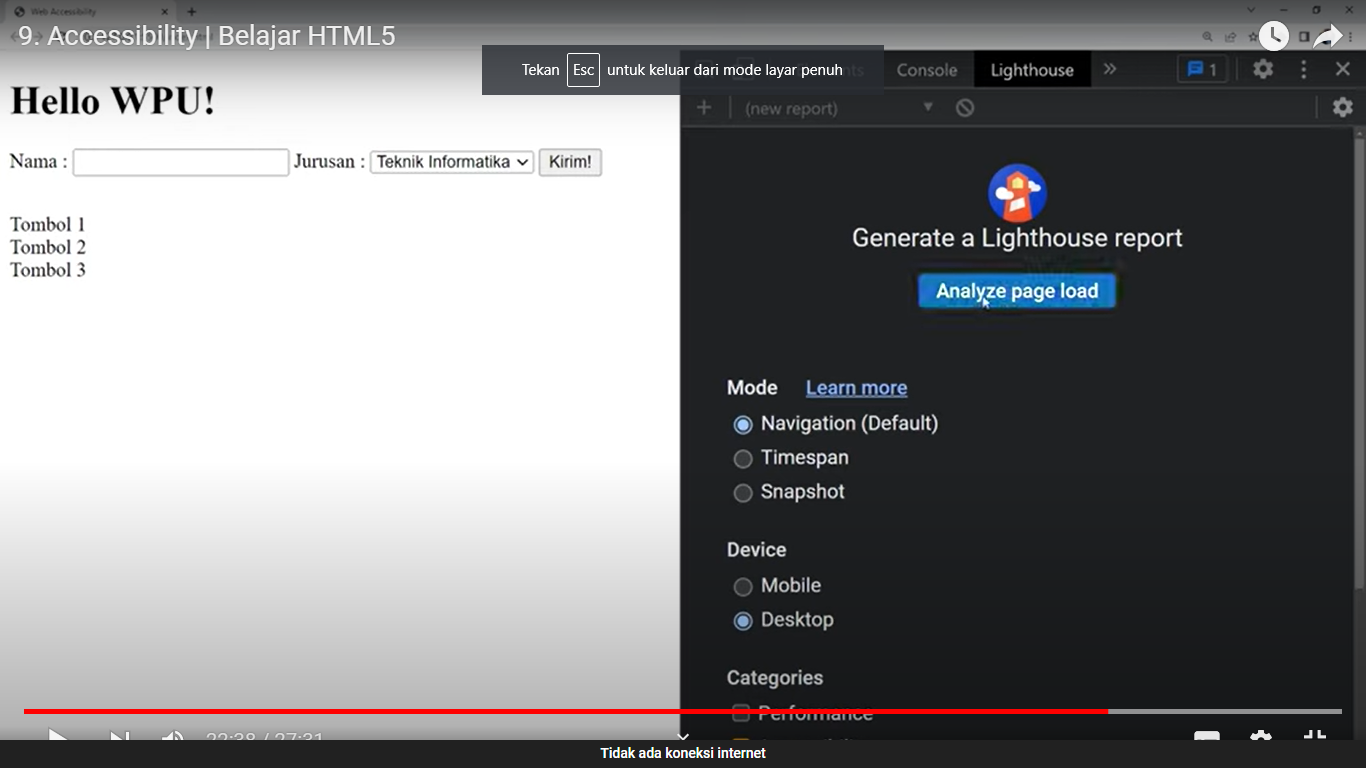 Web Accessibility
9. Accessibility | Belajar HTML5
Tekan Esc untuk keluar dari mode layar penuh
Console
Lighthouse
1
Hello WPU!
(new report)
Nama :
Jurusan :
Teknik Informatika
Kirim!
Tombol 1
Tombol 2
Tombol 3
Generate a Lighthouse report
Analyze page load
Mode
Learn more
Navigation (Default)
Timespan
Snapshot
Device
Mobile
Desktop
Categories
Performance
22:38 / 27:31
Tidak ada koneksi internet